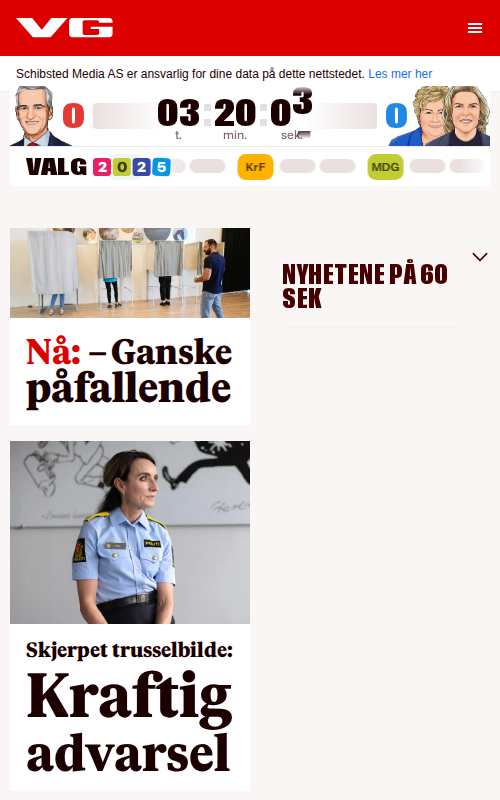 VG
Schibsted Media AS er ansvarlig for dine data på dette nettstedet. Les mer her
0 03 : 20 : 03 0
t. min. sek.
VALG 2025 KrF MDG
Nå: – Ganske
påfallende
NYHETENE PÅ 60
SEK
Skjerpet trusselbilde:
Kraftig
advarsel